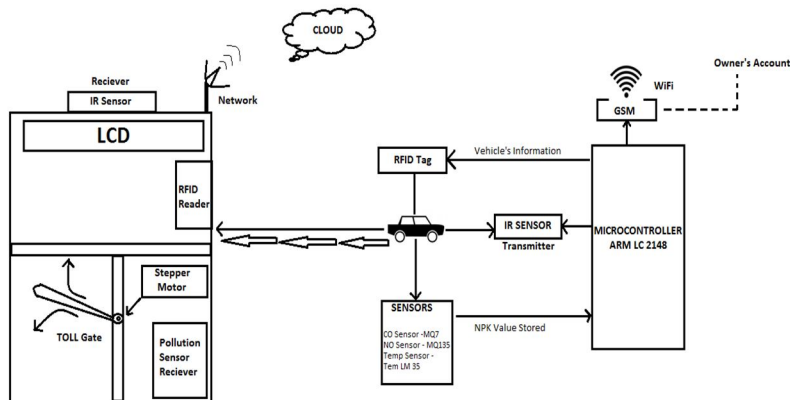 CLOUD
Reciever
IR Sensor
Network
LCD
RFID
Reader
Stepper
Motor
TOLL Gate
Pollution
Sensor
Reciever
RFID Tag
Vehicle's Information
IR SENSOR
Transmitter
SENSORS
CO Sensor -MQ7
NO Sensor - MQ135
Temp Sensor -
Tem LM 35
NPK Value Stored
WiFi
GSM
Owner's Account
MICROCONTROLLER
ARM LC 2148